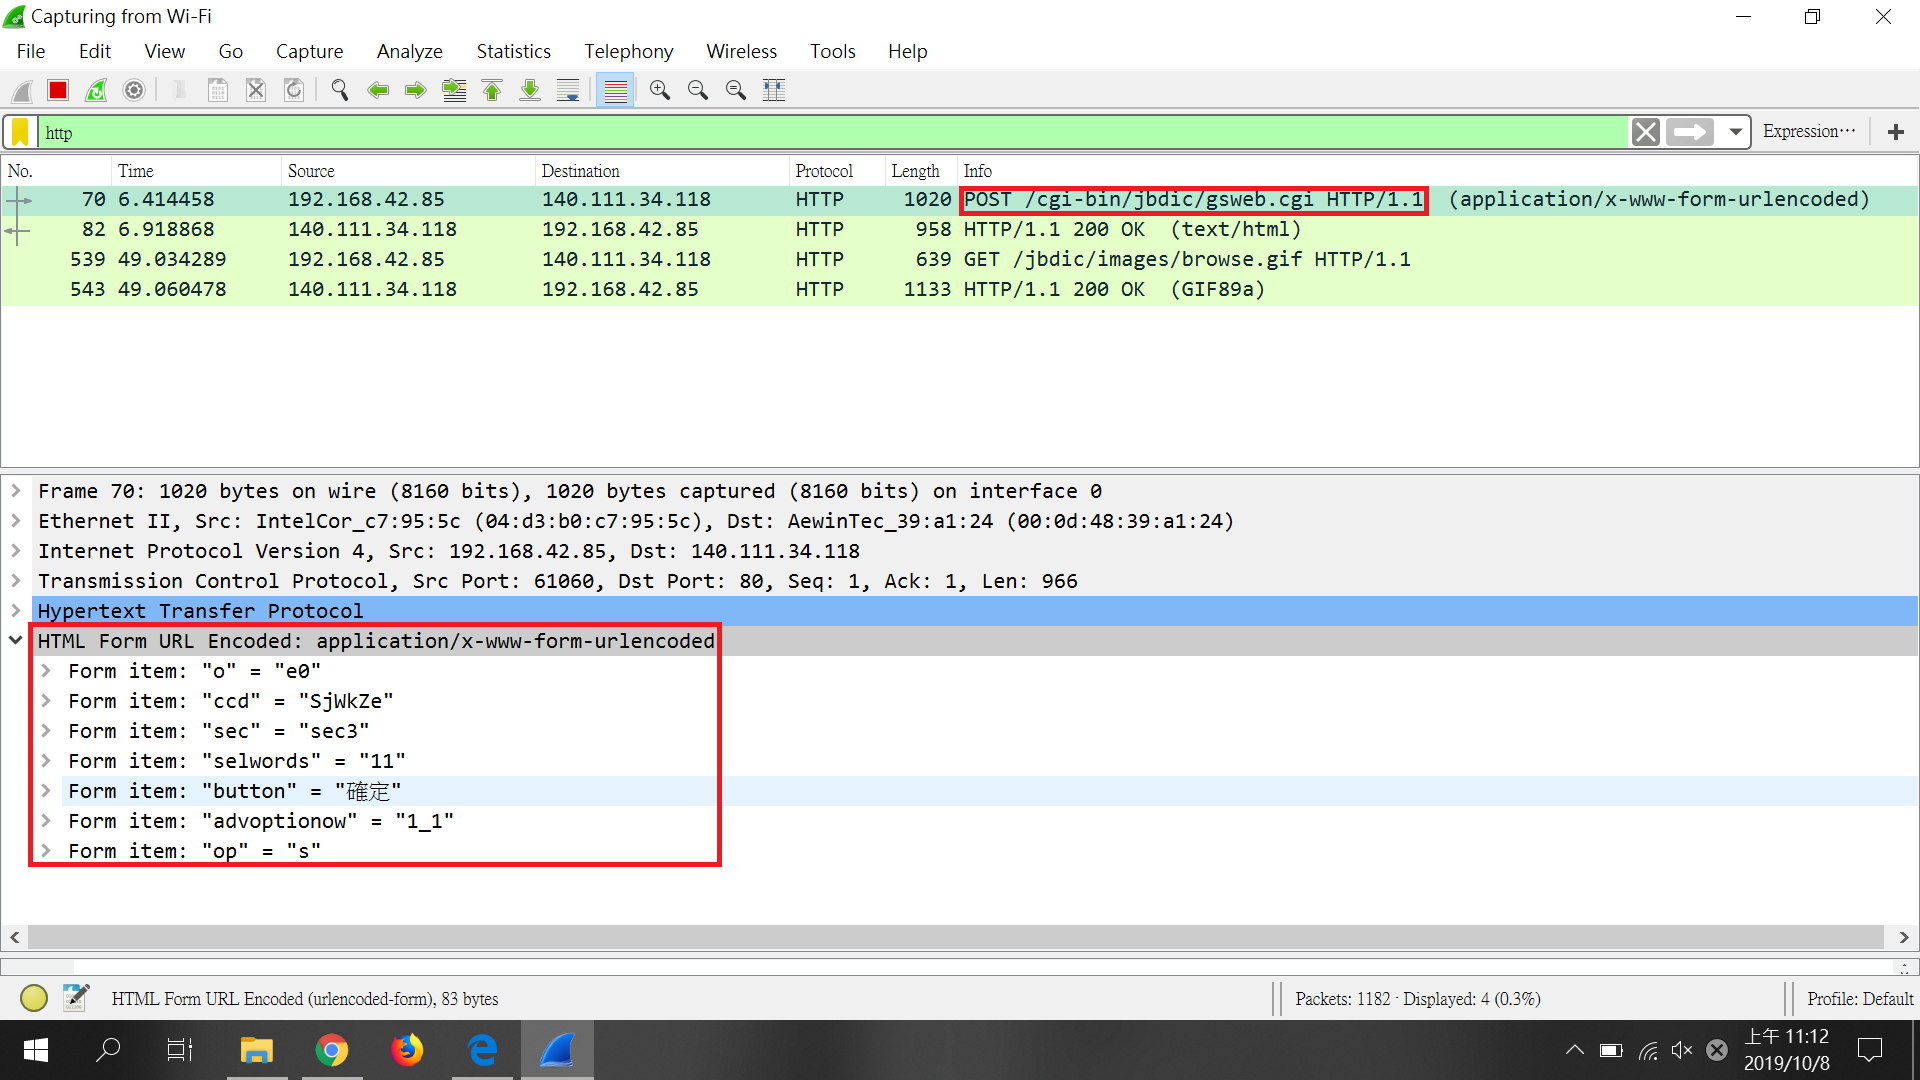 Capturing from Wi-Fi
File Edit View Go Capture Analyze Statistics Telephony Wireless Tools Help
http
Expression…
No. Time Source Destination Protocol Length Info
70 6.414458 192.168.42.85 140.111.34.118 HTTP 1020 POST /cgi-bin/jbdic/gsweb.cgi HTTP/1.1 (application/x-www-form-urlencoded)
82 6.918868 140.111.34.118 192.168.42.85 HTTP 958 HTTP/1.1 200 OK (text/html)
539 49.034289 192.168.42.85 140.111.34.118 HTTP 639 GET /jbdic/images/browse.gif HTTP/1.1
543 49.060478 140.111.34.118 192.168.42.85 HTTP 1133 HTTP/1.1 200 OK (GIF89a)
Frame 70: 1020 bytes on wire (8160 bits), 1020 bytes captured (8160 bits) on interface 0
Ethernet II, Src: IntelCor_c7:95:5c (04:d3:b0:c7:95:5c), Dst: AewinTec_39:a1:24 (00:0d:48:39:a1:24)
Internet Protocol Version 4, Src: 192.168.42.85, Dst: 140.111.34.118
Transmission Control Protocol, Src Port: 61060, Dst Port: 80, Seq: 1, Ack: 1, Len: 966
Hypertext Transfer Protocol
HTML Form URL Encoded: application/x-www-form-urlencoded
Form item: "o" = "e0"
Form item: "ccd" = "SjWkZe"
Form item: "sec" = "sec3"
Form item: "selwords" = "11"
Form item: "button" = "確定"
Form item: "advoptionow" = "1_1"
Form item: "op" = "s"
HTML Form URL Encoded (urlencoded-form), 83 bytes
Packets: 1182 · Displayed: 4 (0.3%)
Profile: Default
上午 11:12
2019/10/8